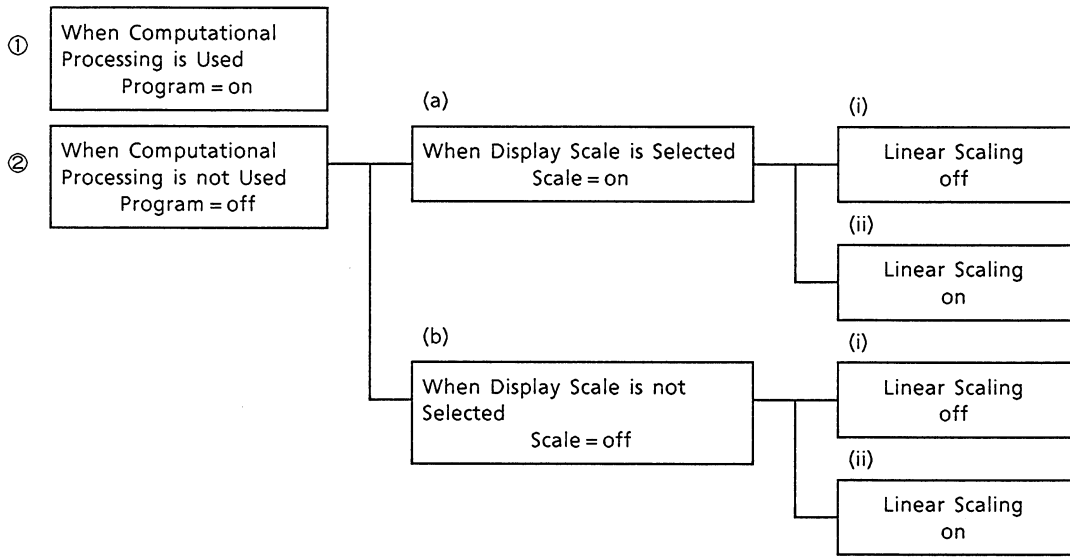 ①
When Computational
Processing is Used
Program = on
②
When Computational
Processing is not Used
Program = off
(a)
When Display Scale is Selected
Scale = on
(i)
Linear Scaling
off
(ii)
Linear Scaling
on
(b)
When Display Scale is not
Selected
Scale = off
(i)
Linear Scaling
off
(ii)
Linear Scaling
on